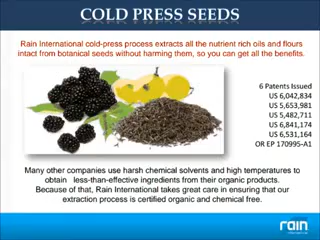 COLD PRESS SEEDS
Rain International cold-press process extracts all the nutrient rich oils and flours
intact from botanical seeds without harming them, so you can get all the benefits.
6 Patents Issued
US 6,042,834
US 5,653,981
US 5,482,711
US 6,841,174
US 6,531,164
OR EP 170995-A1
Many other companies use harsh chemical solvents and high temperatures to
obtain less-than-effective ingredients from their organic products.
Because of that, Rain International takes great care in ensuring that our
extraction process is certified organic and chemical free.
rain